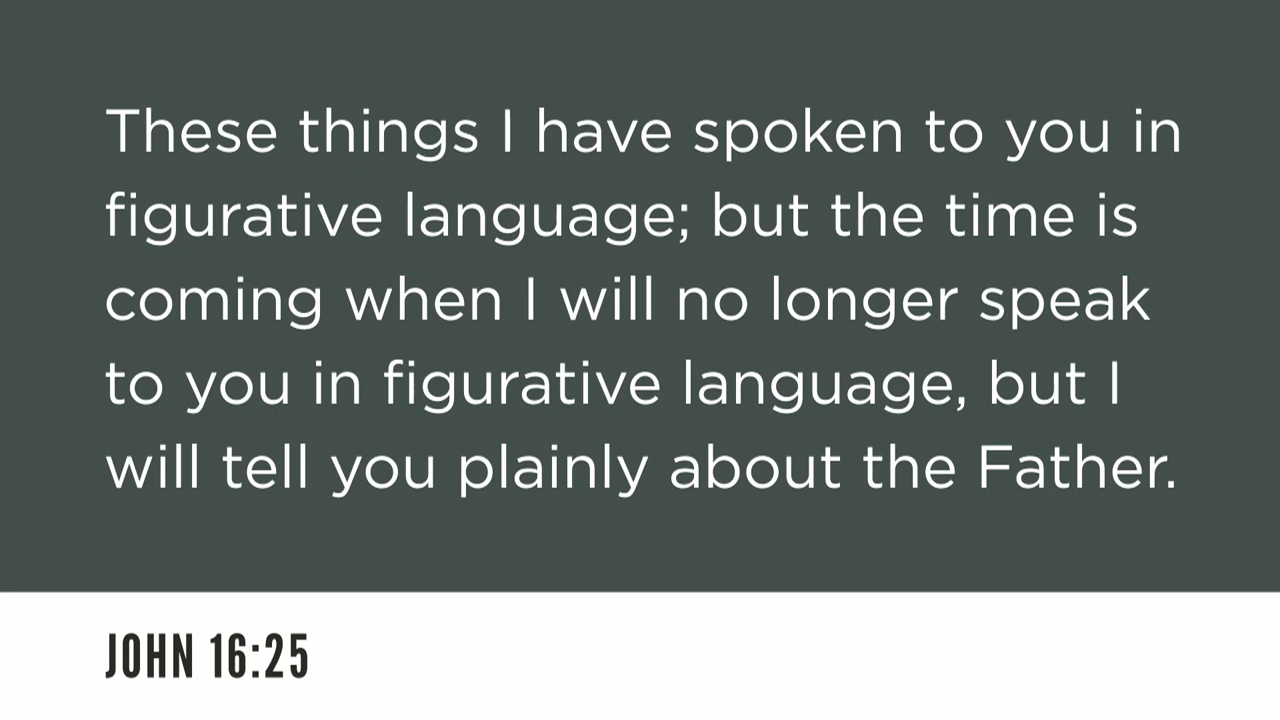 These things I have spoken to you in
figurative language; but the time is
coming when I will no longer speak
to you in figurative language, but I
will tell you plainly about the Father.
JOHN 16:25